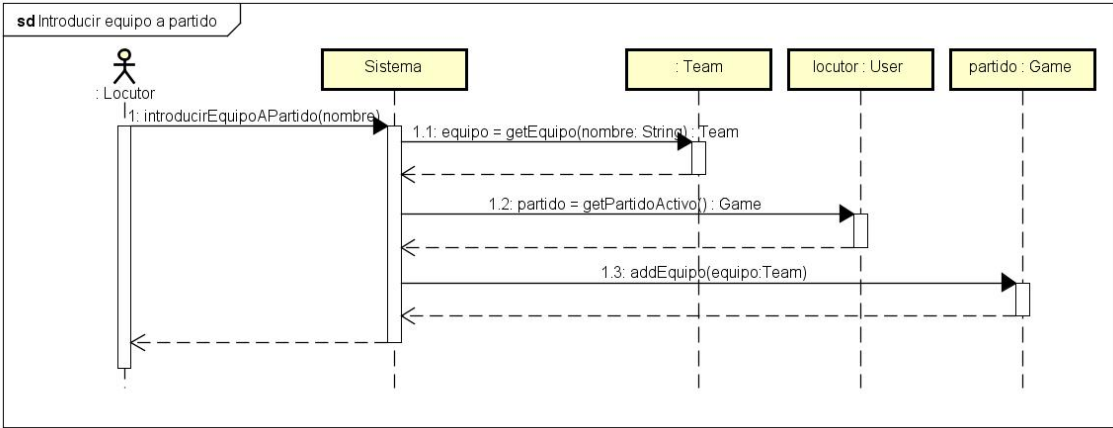 sd Introducir equipo a partido
Sistema
: Team
locutor : User
partido : Game
: Locutor
1: introducirEquipoAPartido(nombre)
1.1: equipo = getEquipo(nombre: String) : Team
1.2: partido = getPartidoActivo() : Game
1.3: addEquipo(equipo:Team)